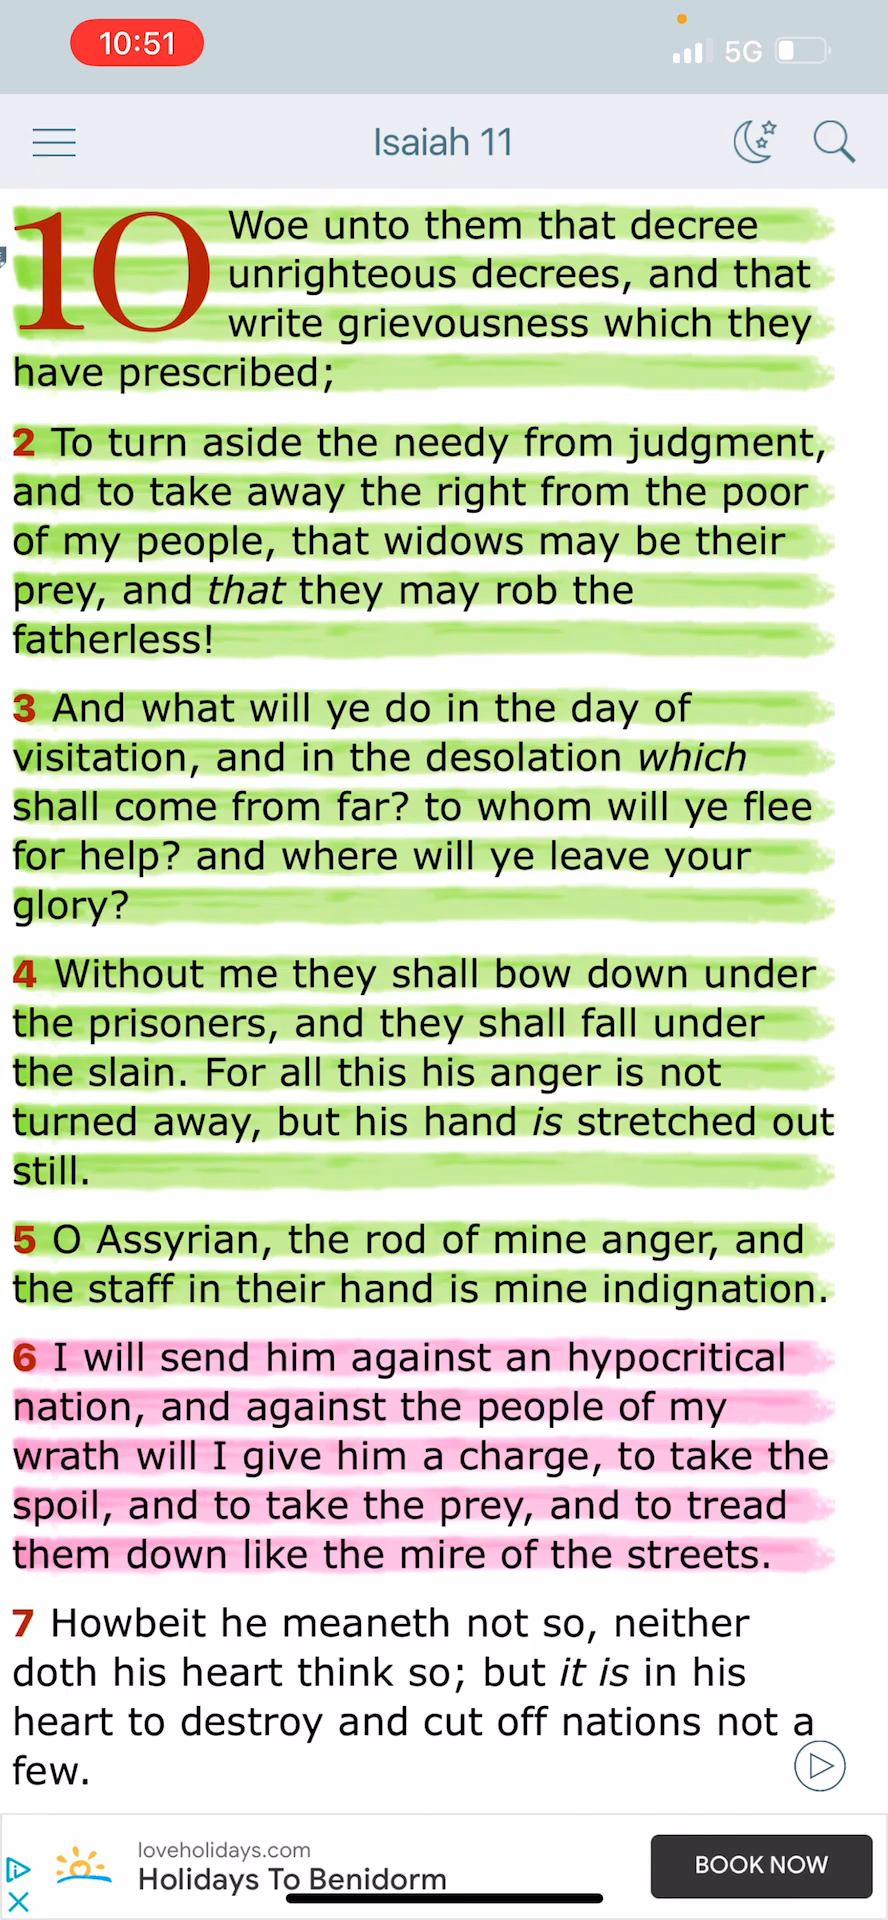 10:51
5G
Isaiah 11
10 Woe unto them that decree
unrighteous decrees, and that
write grievousness which they
have prescribed;
2 To turn aside the needy from judgment,
and to take away the right from the poor
of my people, that widows may be their
prey, and that they may rob the
fatherless!
3 And what will ye do in the day of
visitation, and in the desolation which
shall come from far? to whom will ye flee
for help? and where will ye leave your
glory?
4 Without me they shall bow down under
the prisoners, and they shall fall under
the slain. For all this his anger is not
turned away, but his hand is stretched out
still.
5 O Assyrian, the rod of mine anger, and
the staff in their hand is mine indignation.
6 I will send him against an hypocritical
nation, and against the people of my
wrath will I give him a charge, to take the
spoil, and to take the prey, and to tread
them down like the mire of the streets.
7 Howbeit he meaneth not so, neither
doth his heart think so; but it is in his
heart to destroy and cut off nations not a
few.
loveholidays.com
Holidays To Benidorm
BOOK NOW